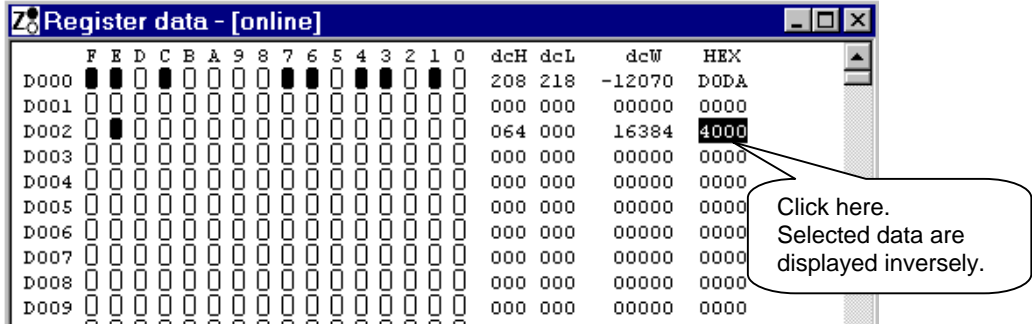 Register data - [online]
F E D C B A 9 8 7 6 5 4 3 2 1 0 dcH dcL dcW HEX
D000 208 218 -12070 D0DA
D001 000 000 00000 0000
D002 064 000 16384 4000
D003 000 000 00000 0000
D004 000 000 00000 0000
D005 000 000 00000 0000
D006 000 000 00000 0000
D007 000 000 00000 0000
D008 000 000 00000 0000
D009 000 000 00000 0000
Click here.
Selected data are
displayed inversely.